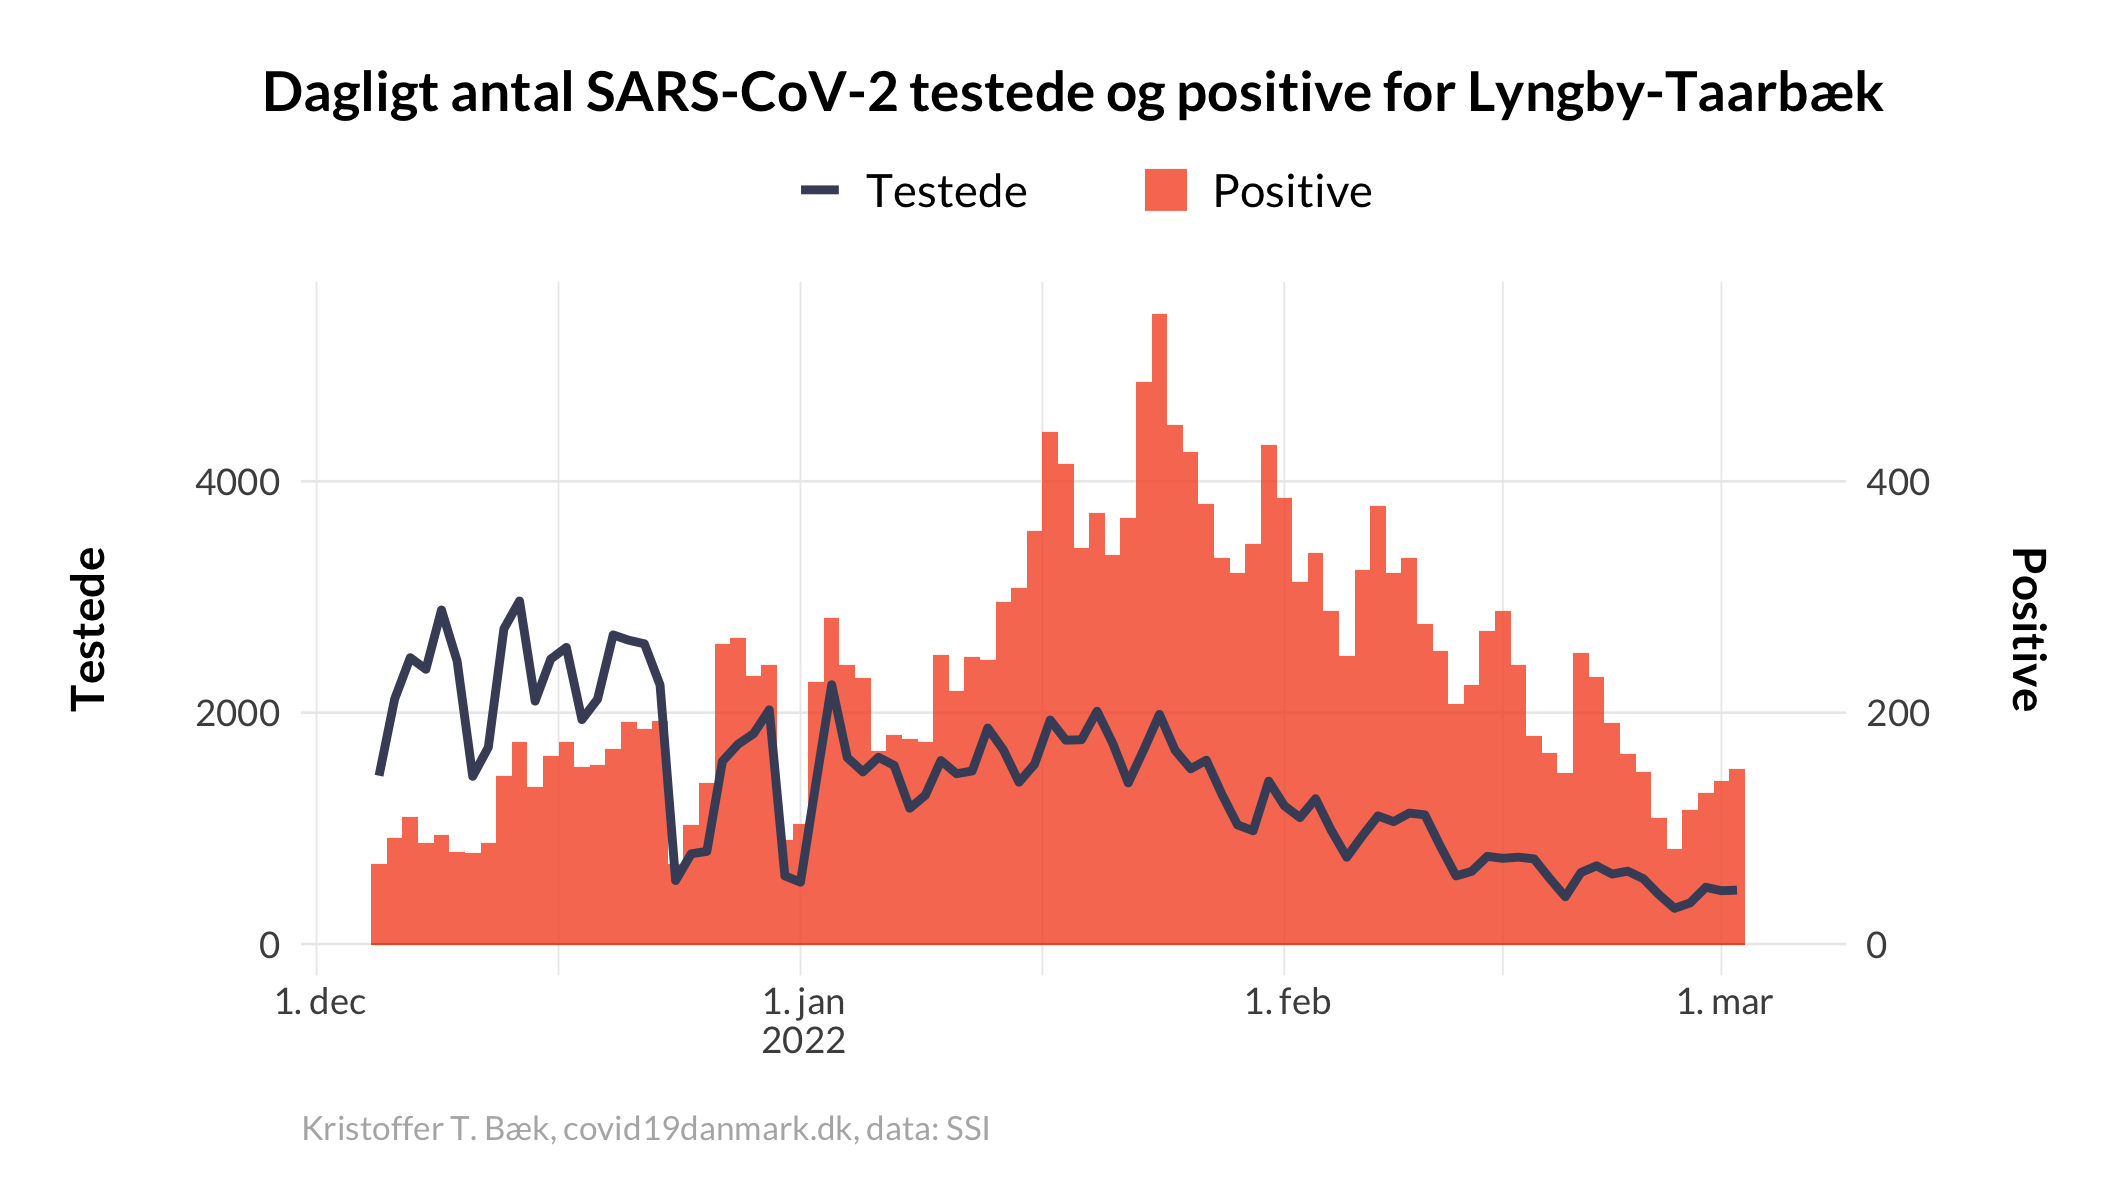 Dagligt antal SARS-CoV-2 testede og positive for Lyngby-Taarbæk
Testede
Positive
4000
2000
0
Testede
400
200
0
Positive
1. dec
1. jan
2022
1. feb
1. mar
Kristoffer T. Bæk, covid19danmark.dk, data: SSI